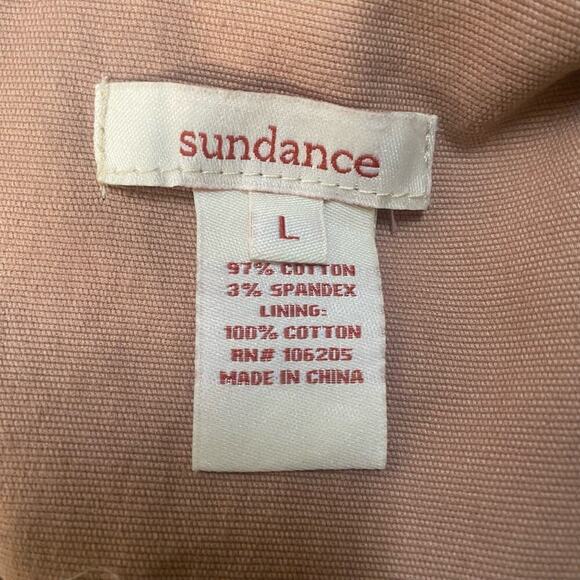 sundance
L
97% COTTON
3% SPANDEX
LINING:
100% COTTON
RN# 106205
MADE IN CHINA